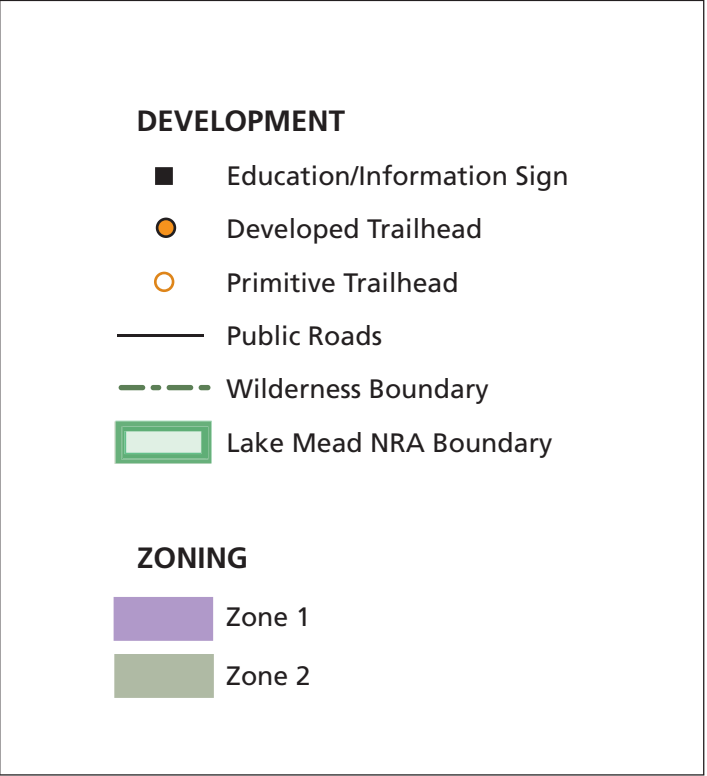 DEVELOPMENT
Education/Information Sign
Developed Trailhead
Primitive Trailhead
Public Roads
Wilderness Boundary
Lake Mead NRA Boundary
ZONING
Zone 1
Zone 2